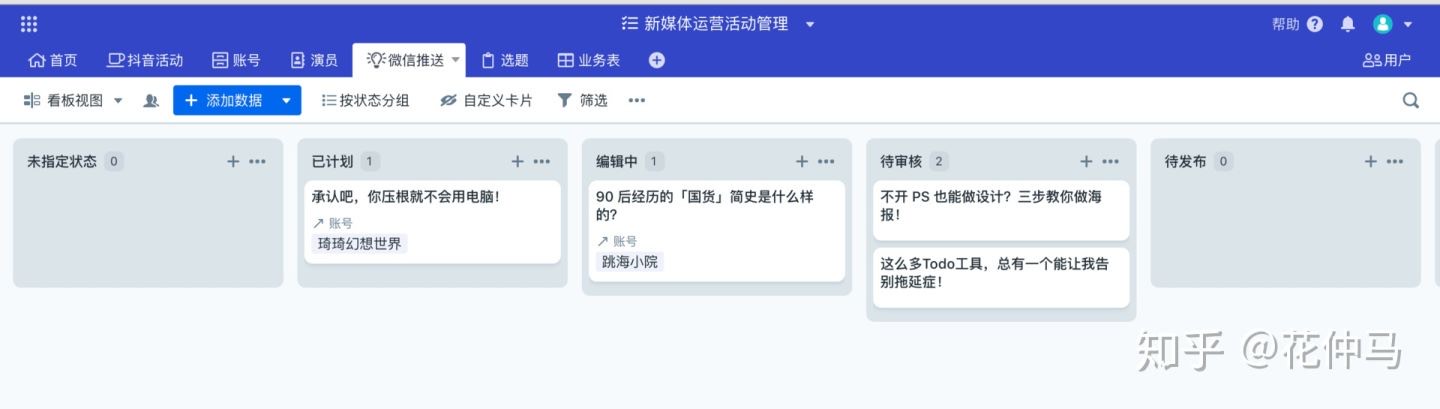 新媒体运营活动管理
帮助
首页 抖音活动 账号 演员 微信推送 选题 业务表 用户
看板视图 添加数据 按状态分组 自定义卡片 筛选
未指定状态 0
已计划 1
承认吧，你压根就不会用电脑！
账号
琦琦幻想世界
编辑中 1
90 后经历的「国货」简史是什么样
的？
账号
跳海小院
待审核 2
不开 PS 也能做设计？三步教你做海
报！
这么多Todo工具，总有一个能让我告
别拖延症！
待发布 0
知乎 @花仲马